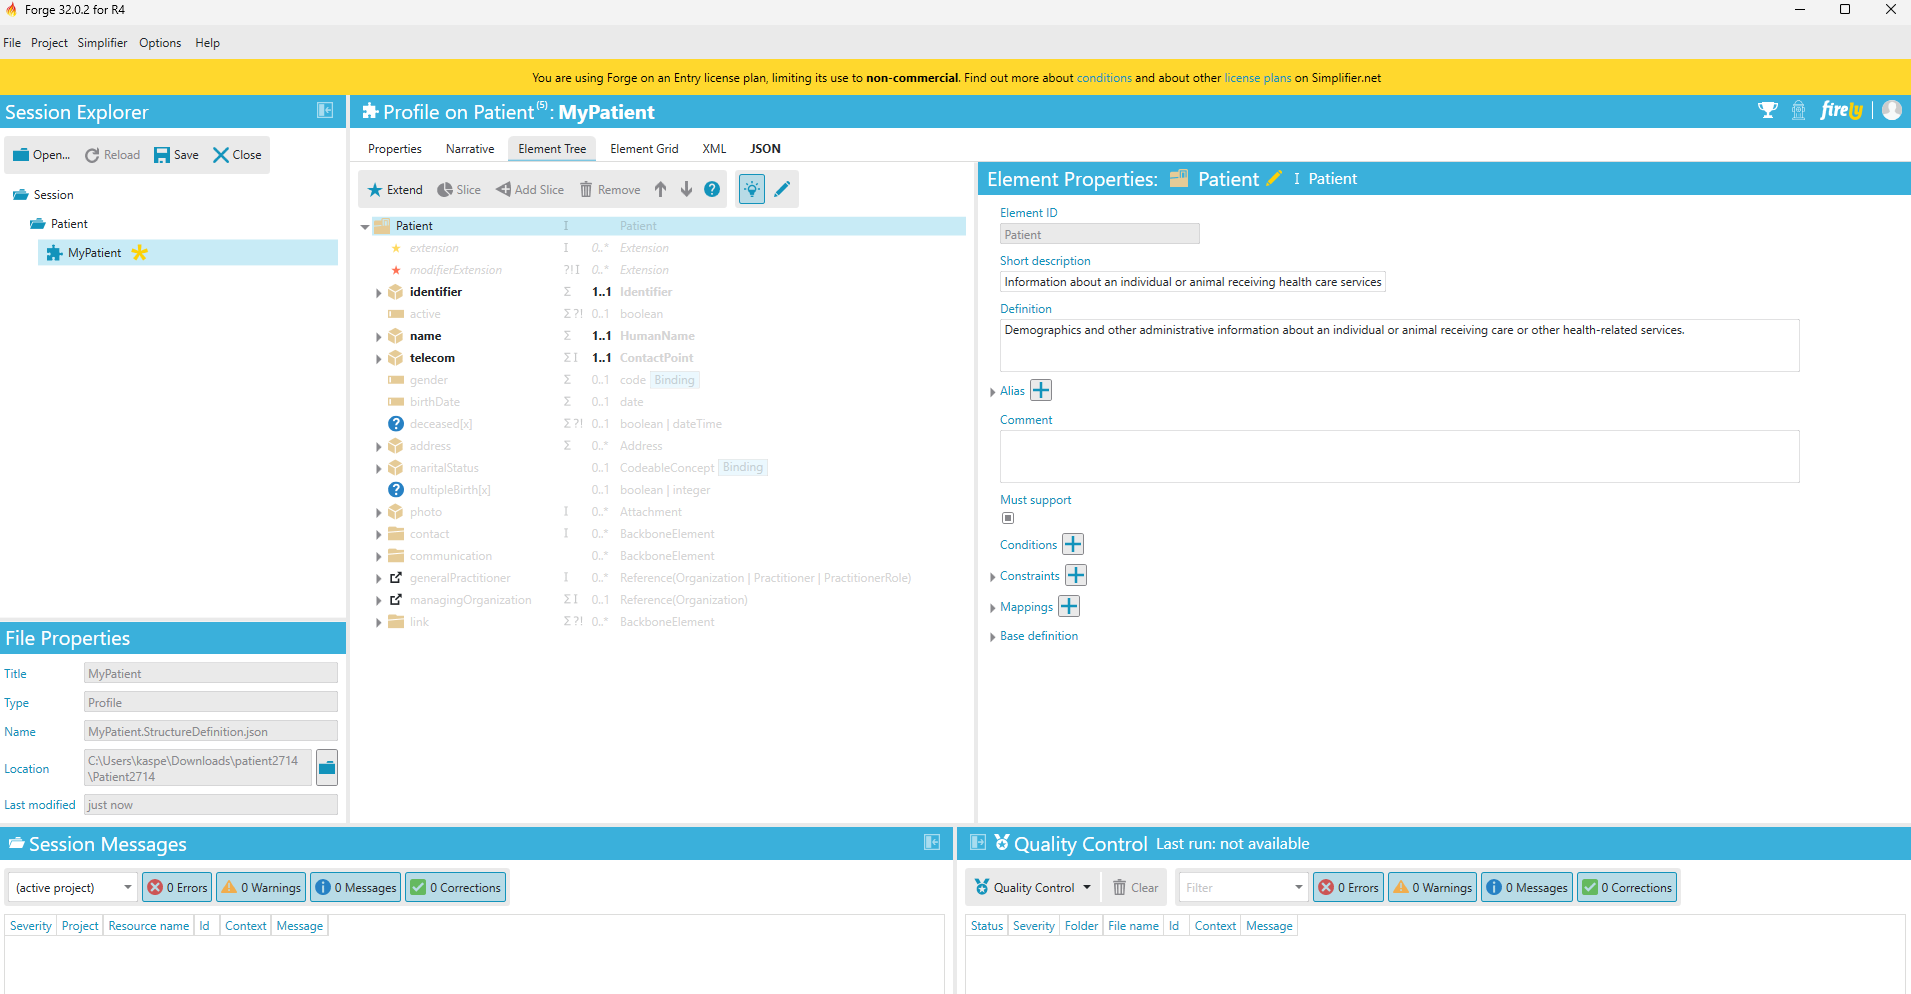 Forge 32.0.2 for R4
File Project Simplifier Options Help
You are using Forge on an Entry license plan, limiting its use to non-commercial. Find out more about conditions and about other license plans on Simplifier.net
Session Explorer
Open... Reload Save Close
Session
Patient
MyPatient
File Properties
Title MyPatient
Type Profile
Name MyPatient.StructureDefinition.json
Location C:\Users\kaspe\Downloads\patient2714
\Patient2714
Last modified just now
Profile on Patient(5): MyPatient
firely
Properties Narrative Element Tree Element Grid XML JSON
Extend Slice Add Slice Remove
Patient I Patient
extension I 0..* Extension
modifierExtension ?! I 0..* Extension
identifier Σ 1..1 Identifier
active Σ ?! 0..1 boolean
name Σ 1..1 HumanName
telecom Σ I 1..1 ContactPoint
gender Σ 0..1 code Binding
birthDate Σ 0..1 date
deceased[x] Σ ?! 0..1 boolean | dateTime
address Σ 0..* Address
maritalStatus 0..1 CodeableConcept Binding
multipleBirth[x] 0..1 boolean | integer
photo I 0..* Attachment
contact I 0..* BackboneElement
communication 0..* BackboneElement
generalPractitioner I 0..* Reference(Organization | Practitioner | PractitionerRole)
managingOrganization Σ I 0..1 Reference(Organization)
link Σ ?! 0..* BackboneElement
Element Properties: Patient I Patient
Element ID
Patient
Short description
Information about an individual or animal receiving health care services
Definition
Demographics and other administrative information about an individual or animal receiving care or other health-related services.
Alias
Comment
Must support
Conditions
Constraints
Mappings
Base definition
Session Messages
(active project) 0 Errors 0 Warnings 0 Messages 0 Corrections
Severity Project Resource name Id Context Message
Quality Control Last run: not available
Quality Control Clear Filter 0 Errors 0 Warnings 0 Messages 0 Corrections
Status Severity Folder File name Id Context Message